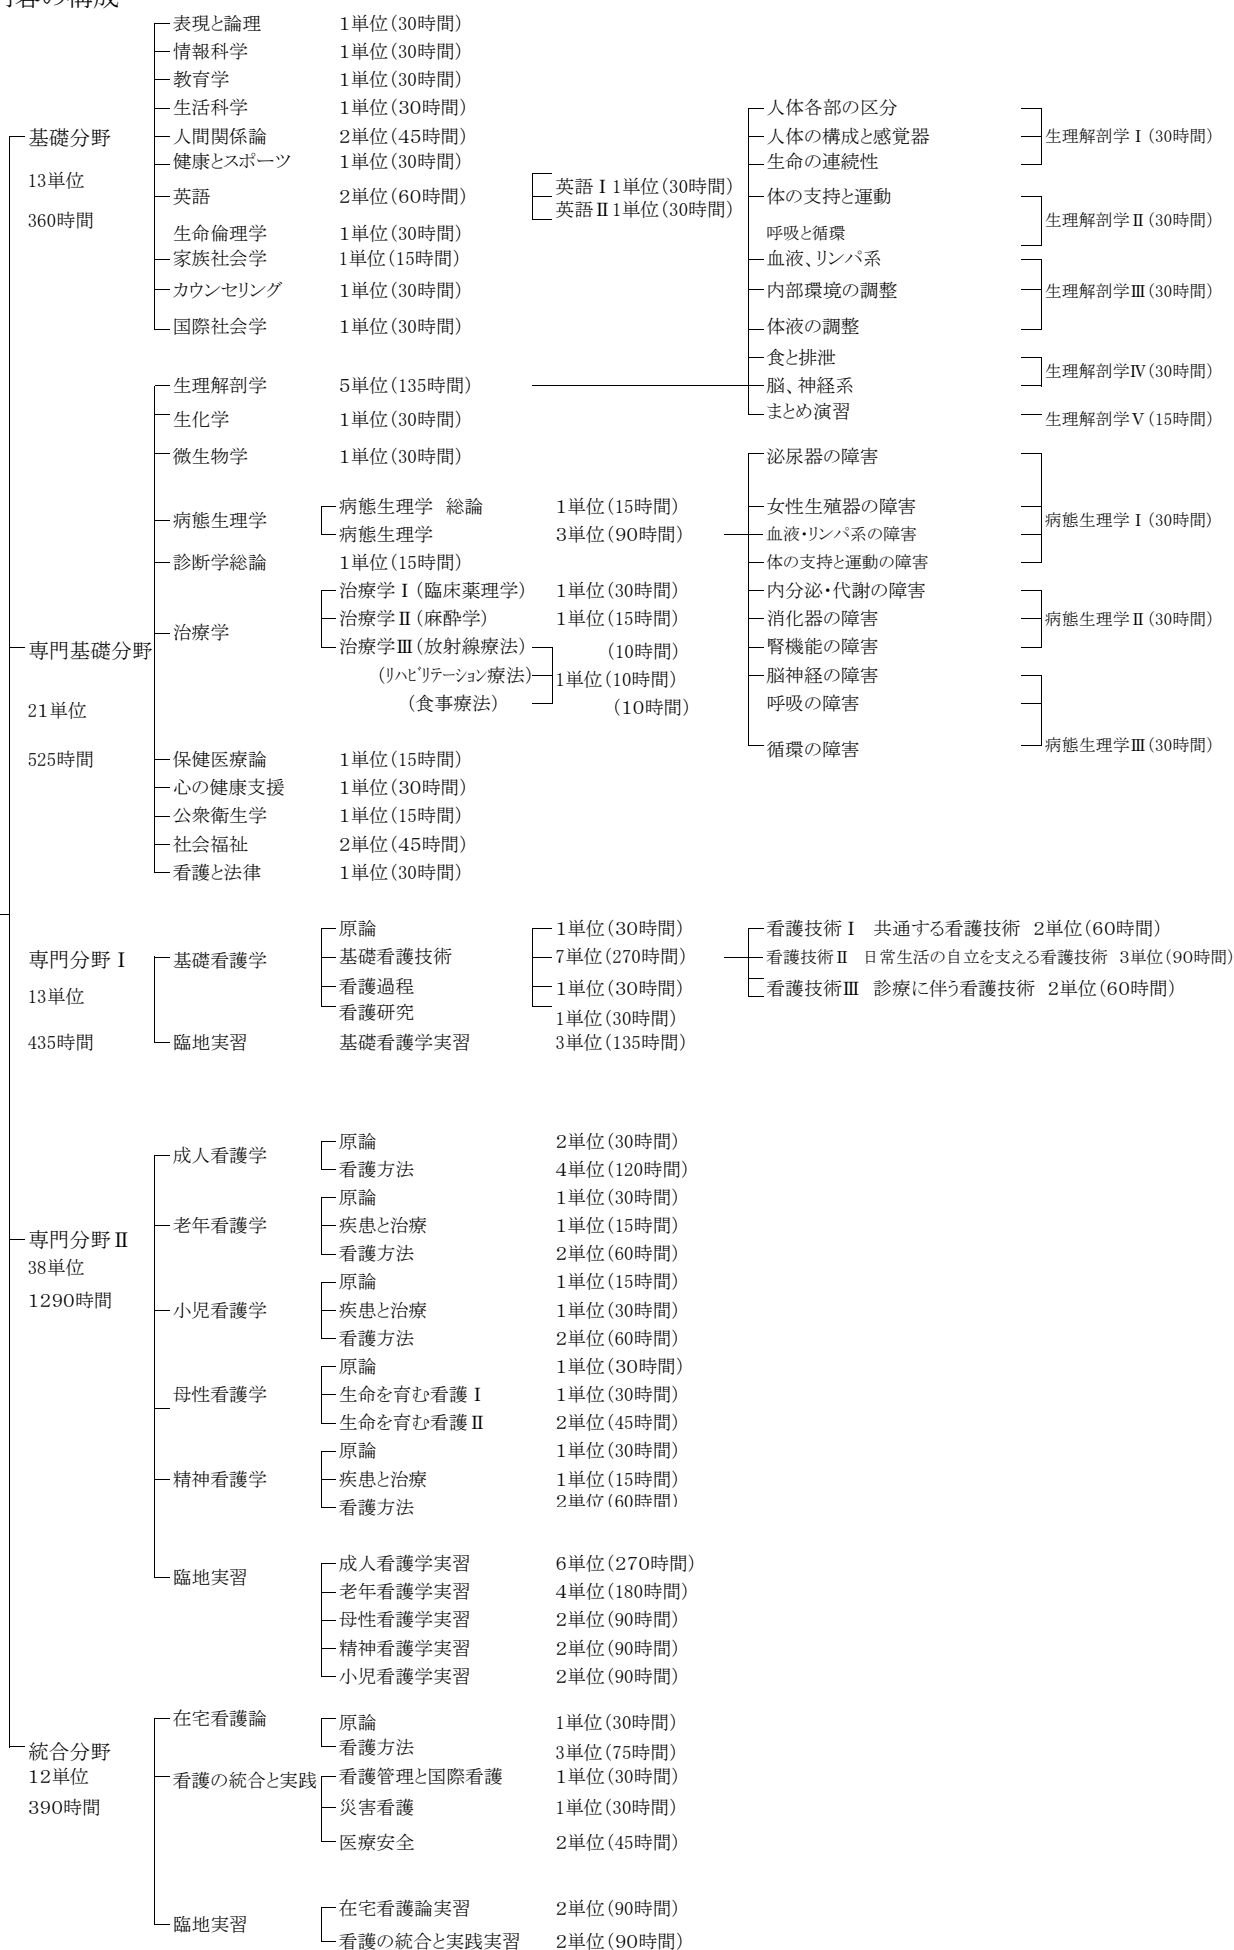 内容の構成
表現と論理 1単位(30時間)
情報科学 1単位(30時間)
教育学 1単位(30時間)
生活科学 1単位(30時間) 人体各部の区分
基礎分野 人間関係論 2単位(45時間) 人体の構成と感覚器 生理解剖学Ⅰ(30時間)
健康とスポーツ 1単位(30時間) 生命の連続性
13単位 英語Ⅰ1単位(30時間)
英語 2単位(60時間) 体の支持と運動
英語Ⅱ1単位(30時間)
360時間 生理解剖学Ⅱ(30時間)
生命倫理学 1単位(30時間) 呼吸と循環
家族社会学 1単位(15時間) 血液、リンパ系
カウンセリング 1単位(30時間) 内部環境の調整 生理解剖学Ⅲ(30時間)
国際社会学 1単位(30時間) 体液の調整
食と排泄
生理解剖学Ⅳ(30時間)
生理解剖学 5単位(135時間) 脳、神経系
生化学 1単位(30時間) まとめ演習 生理解剖学Ⅴ(15時間)
微生物学 1単位(30時間) 泌尿器の障害
病態生理学 総論 1単位(15時間) 女性生殖器の障害
病態生理学 病態生理学Ⅰ(30時間)
病態生理学 3単位(90時間) 血液・リンパ系の障害
診断学総論 1単位(15時間) 体の支持と運動の障害
治療学Ⅰ(臨床薬理学) 1単位(30時間) 内分泌・代謝の障害
治療学Ⅱ(麻酔学) 1単位(15時間) 消化器の障害 病態生理学Ⅱ(30時間)
治療学
専門基礎分野 治療学Ⅲ(放射線療法) (10時間) 腎機能の障害
(リハビリテーション療法) 1単位(10時間) 脳神経の障害
(食事療法) (10時間) 呼吸の障害
21単位
循環の障害 病態生理学Ⅲ(30時間)
525時間 保健医療論 1単位(15時間)
心の健康支援 1単位(30時間)
公衆衛生学 1単位(15時間)
社会福祉 2単位(45時間)
看護と法律 1単位(30時間)
原論 1単位(30時間) 看護技術Ⅰ 共通する看護技術 2単位(60時間)
専門分野Ⅰ 基礎看護学 基礎看護技術 7単位(270時間) 看護技術Ⅱ 日常生活の自立を支える看護技術 3単位(90時間)
看護過程 1単位(30時間) 看護技術Ⅲ 診療に伴う看護技術 2単位(60時間)
13単位
看護研究 1単位(30時間)
435時間 臨地実習 基礎看護学実習 3単位(135時間)
原論 2単位(30時間)
成人看護学
看護方法 4単位(120時間)
原論 1単位(30時間)
老年看護学 疾患と治療 1単位(15時間)
専門分野Ⅱ
看護方法 2単位(60時間)
38単位
原論 1単位(15時間)
1290時間
小児看護学 疾患と治療 1単位(30時間)
看護方法 2単位(60時間)
原論 1単位(30時間)
母性看護学 生命を育む看護Ⅰ 1単位(30時間)
生命を育む看護Ⅱ 2単位(45時間)
原論 1単位(30時間)
精神看護学 疾患と治療 1単位(15時間)
看護方法 2単位(60時間)
成人看護学実習 6単位(270時間)
臨地実習
老年看護学実習 4単位(180時間)
母性看護学実習 2単位(90時間)
精神看護学実習 2単位(90時間)
小児看護学実習 2単位(90時間)
在宅看護論 原論 1単位(30時間)
統合分野 看護方法 3単位(75時間)
12単位 看護の統合と実践 看護管理と国際看護 1単位(30時間)
390時間 災害看護 1単位(30時間)
医療安全 2単位(45時間)
在宅看護論実習 2単位(90時間)
臨地実習
看護の統合と実践実習 2単位(90時間)